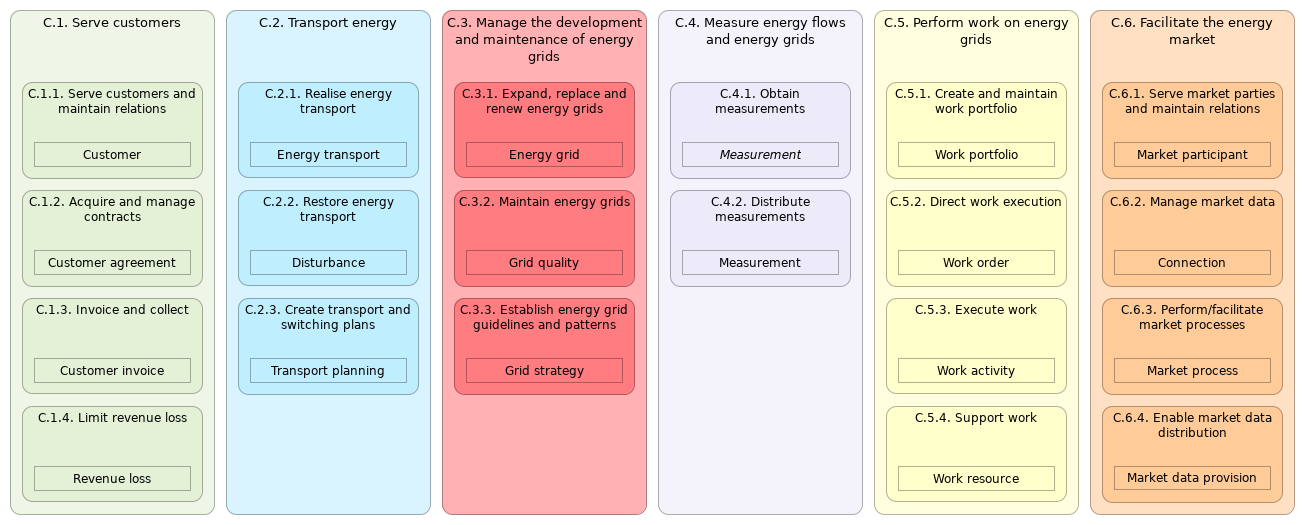 C.1. Serve customers
C.1.1. Serve customers and
maintain relations
Customer
C.1.2. Acquire and manage
contracts
Customer agreement
C.1.3. Invoice and collect
Customer invoice
C.1.4. Limit revenue loss
Revenue loss
C.2. Transport energy
C.2.1. Realise energy
transport
Energy transport
C.2.2. Restore energy
transport
Disturbance
C.2.3. Create transport and
switching plans
Transport planning
C.3. Manage the development
and maintenance of energy
grids
C.3.1. Expand, replace and
renew energy grids
Energy grid
C.3.2. Maintain energy grids
Grid quality
C.3.3. Establish energy grid
guidelines and patterns
Grid strategy
C.4. Measure energy flows
and energy grids
C.4.1. Obtain
measurements
Measurement
C.4.2. Distribute
measurements
Measurement
C.5. Perform work on energy
grids
C.5.1. Create and maintain
work portfolio
Work portfolio
C.5.2. Direct work execution
Work order
C.5.3. Execute work
Work activity
C.5.4. Support work
Work resource
C.6. Facilitate the energy
market
C.6.1. Serve market parties
and maintain relations
Market participant
C.6.2. Manage market data
Connection
C.6.3. Perform/facilitate
market processes
Market process
C.6.4. Enable market data
distribution
Market data provision